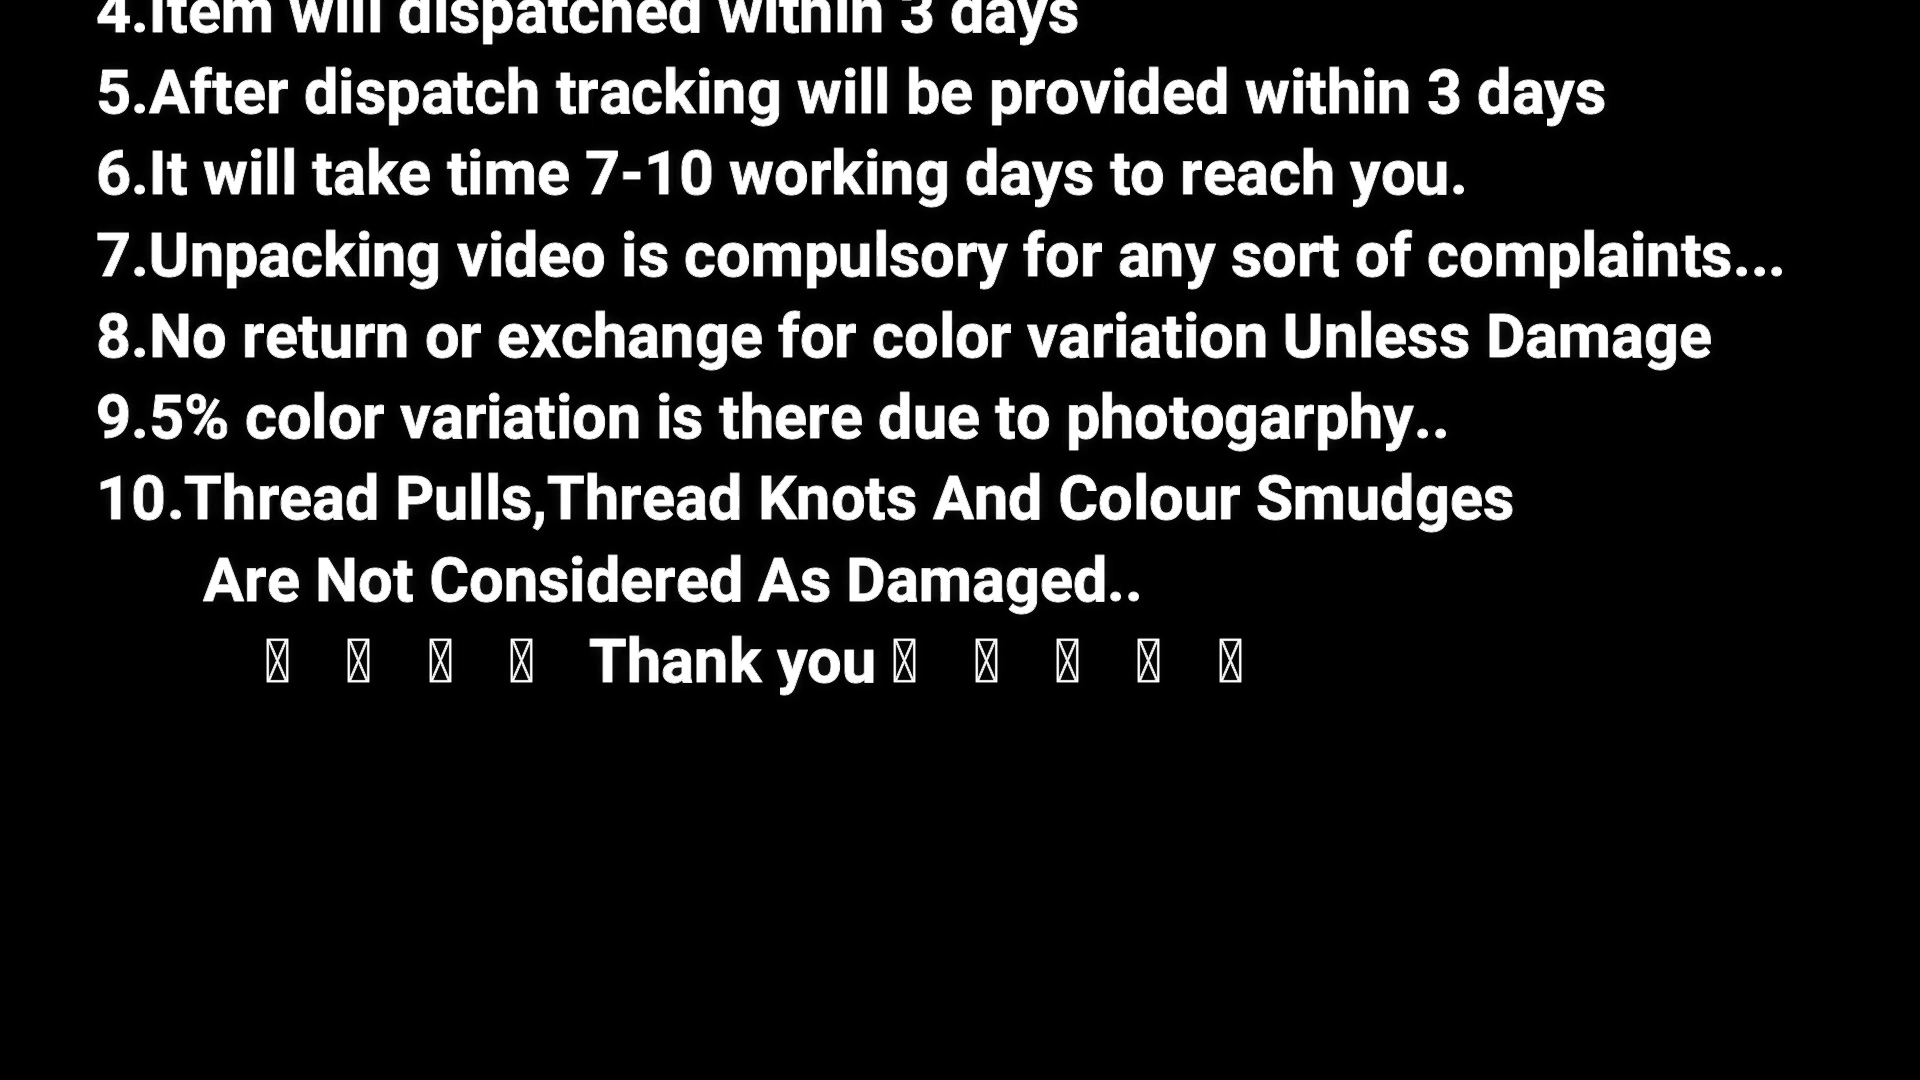 4.Item will dispatched within 3 days
5.After dispatch tracking will be provided within 3 days
6.It will take time 7-10 working days to reach you.
7.Unpacking video is compulsory for any sort of complaints...
8.No return or exchange for color variation Unless Damage
9.5% color variation is there due to photogarphy..
10.Thread Pulls,Thread Knots And Colour Smudges
Are Not Considered As Damaged..
Thank you